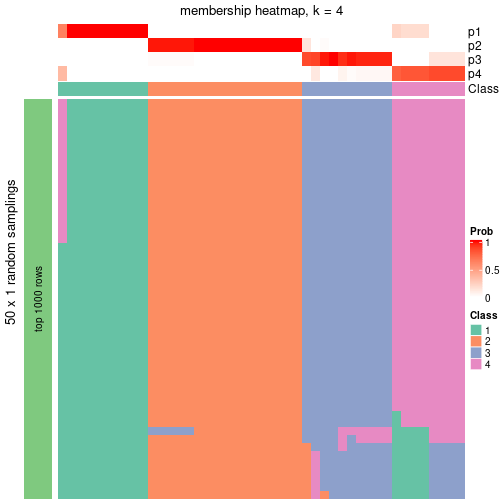 membership heatmap, k = 4
p1
p2
p3
p4
Class
50 x 1 random samplings
top 1000 rows
Prob
1
0.5
0
Class
1
2
3
4